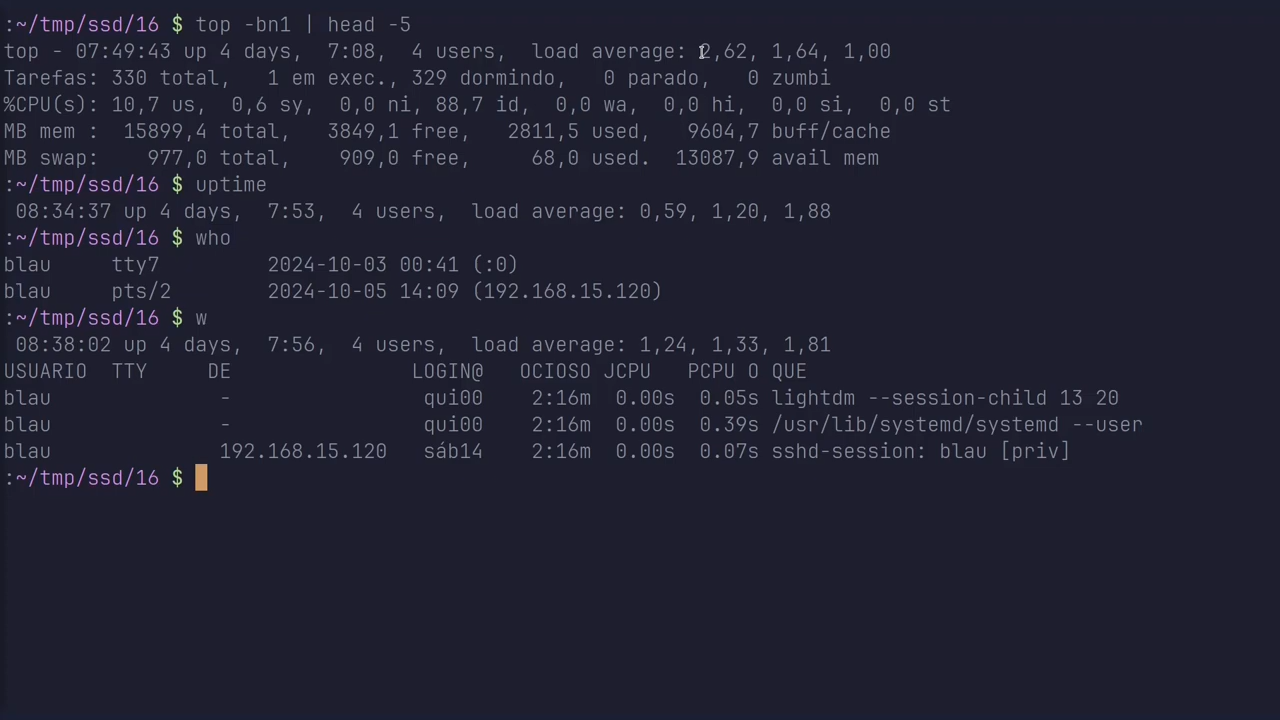 :~/tmp/ssd/16 $ top -bn1 | head -5
top - 07:49:43 up 4 days,  7:08,  4 users,  load average: 2,62, 1,64, 1,00
Tarefas: 330 total,   1 em exec., 329 dormindo,   0 parado,   0 zumbi
%CPU(s): 10,7 us,  0,6 sy,  0,0 ni, 88,7 id,  0,0 wa,  0,0 hi,  0,0 si,  0,0 st
MB mem :  15899,4 total,   3849,1 free,   2811,5 used,   9604,7 buff/cache
MB swap:    977,0 total,    909,0 free,     68,0 used.  13087,9 avail mem
:~/tmp/ssd/16 $ uptime
 08:34:37 up 4 days,  7:53,  4 users,  load average: 0,59, 1,20, 1,88
:~/tmp/ssd/16 $ who
blau     tty7         2024-10-03 00:41 (:0)
blau     pts/2        2024-10-05 14:09 (192.168.15.120)
:~/tmp/ssd/16 $ w
 08:38:02 up 4 days,  7:56,  4 users,  load average: 1,24, 1,33, 1,81
USUARIO  TTY     DE                LOGIN@   OCIOSO JCPU   PCPU O QUE
blau              -                qui00    2:16m  0.00s  0.05s lightdm --session-child 13 20
blau              -                qui00    2:16m  0.00s  0.39s /usr/lib/systemd/systemd --user
blau              192.168.15.120   sáb14    2:16m  0.00s  0.07s sshd-session: blau [priv]
:~/tmp/ssd/16 $